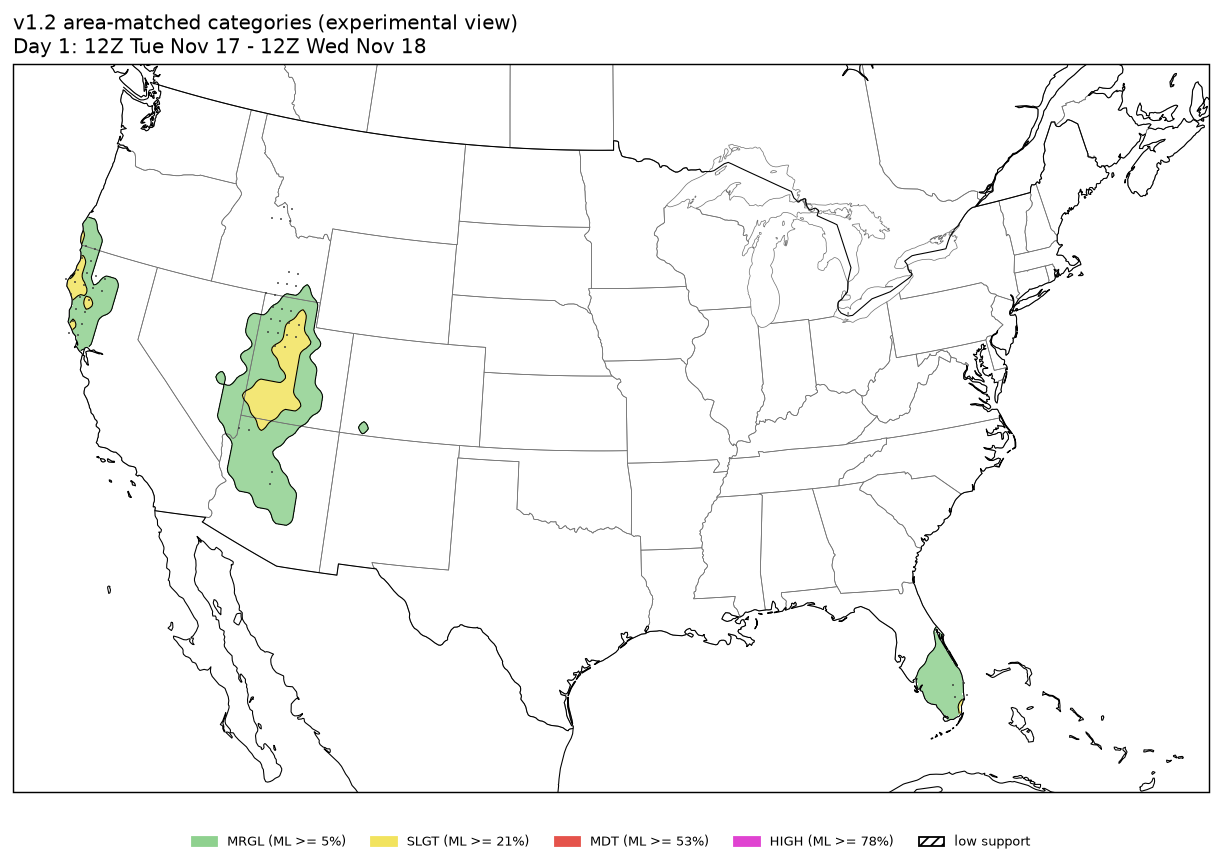 v1.2 area-matched categories (experimental view)
Day 1: 12Z Tue Nov 17 - 12Z Wed Nov 18
MRGL (ML >= 5%) SLGT (ML >= 21%) MDT (ML >= 53%) HIGH (ML >= 78%) low support